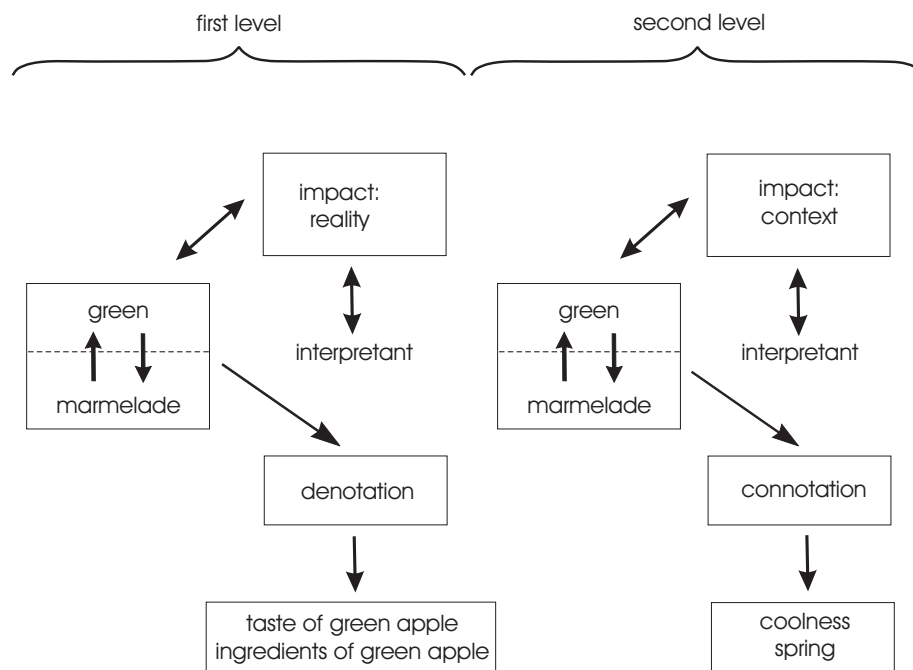 first level
second level
impact:
reality
impact:
context
green
interpretant
marmelade
green
interpretant
marmelade
denotation
connotation
taste of green apple
ingredients of green apple
coolness
spring